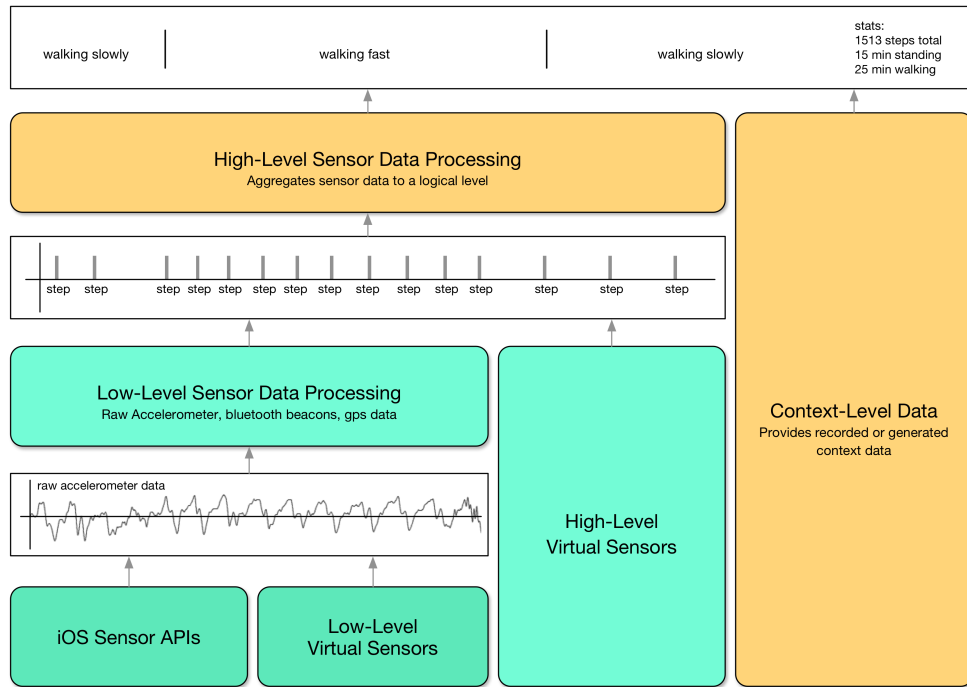 walking slowly
walking fast
walking slowly
stats:
1513 steps total
15 min standing
25 min walking
High-Level Sensor Data Processing
Aggregates sensor data to a logical level
step step step step step step step step step step step step step step step
Low-Level Sensor Data Processing
Raw Accelerometer, bluetooth beacons, gps data
Context-Level Data
Provides recorded or generated
context data
raw accelerometer data
High-Level
Virtual Sensors
iOS Sensor APIs
Low-Level
Virtual Sensors